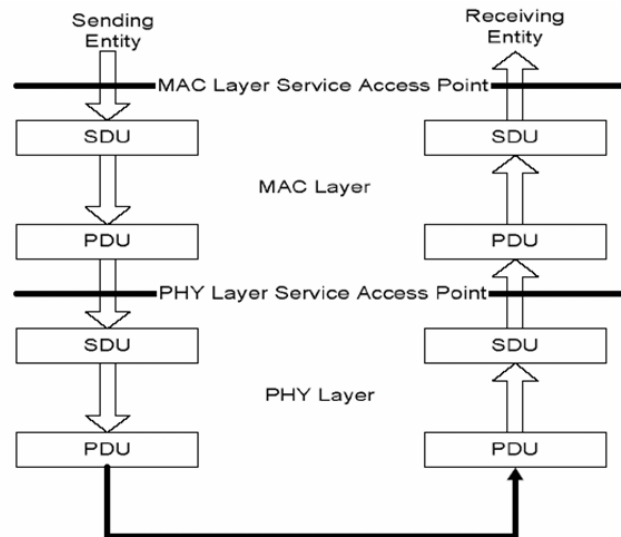 Sending
Entity
Receiving
Entity
MAC Layer Service Access Point
SDU
SDU
MAC Layer
PDU
PDU
PHY Layer Service Access Point
SDU
SDU
PHY Layer
PDU
PDU